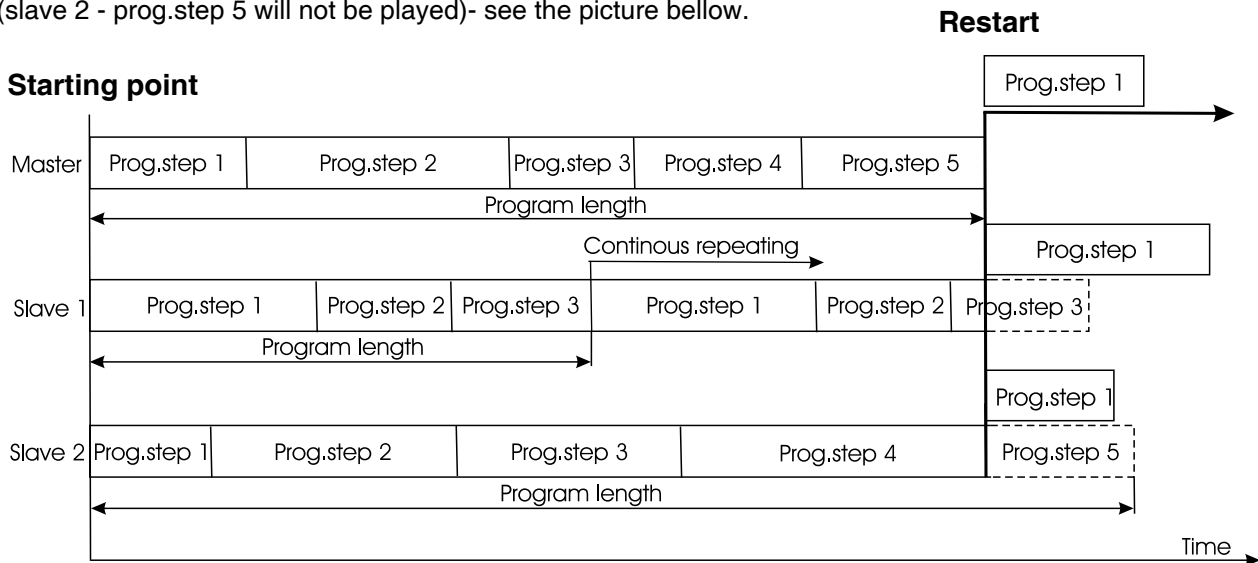 (slave 2 - prog.step 5 will not be played)- see the picture bellow.
Restart
Starting point
Prog.step 1
Master Prog.step 1 Prog.step 2 Prog.step 3 Prog.step 4 Prog.step 5
Program length
Continous repeating
Prog.step 1
Slave 1 Prog.step 1 Prog.step 2 Prog.step 3 Prog.step 1 Prog.step 2 Prog.step 3
Program length
Prog.step 1
Slave 2 Prog.step 1 Prog.step 2 Prog.step 3 Prog.step 4 Prog.step 5
Program length
Time